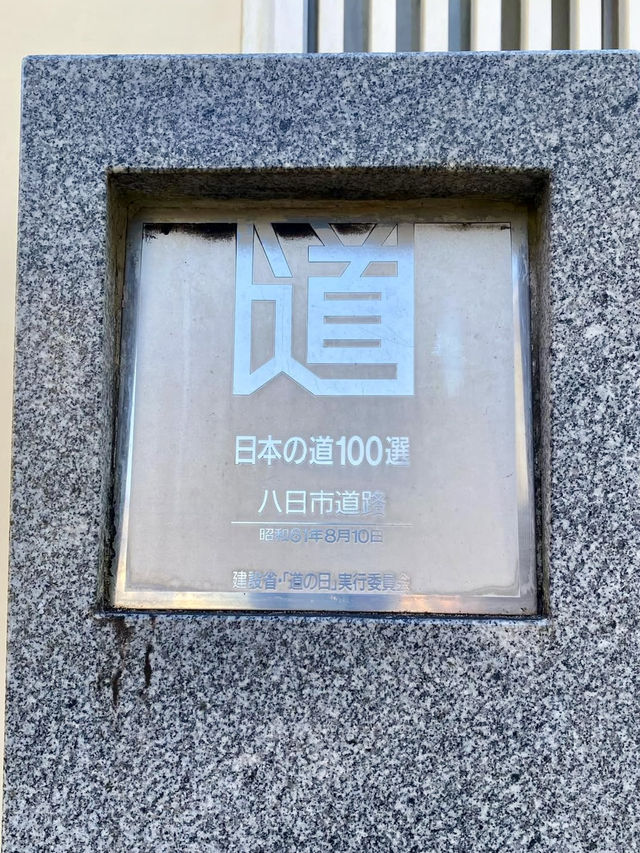 道
日本の道100選
八日市道路
昭和61年8月10日
建設省・「道の日」実行委員会